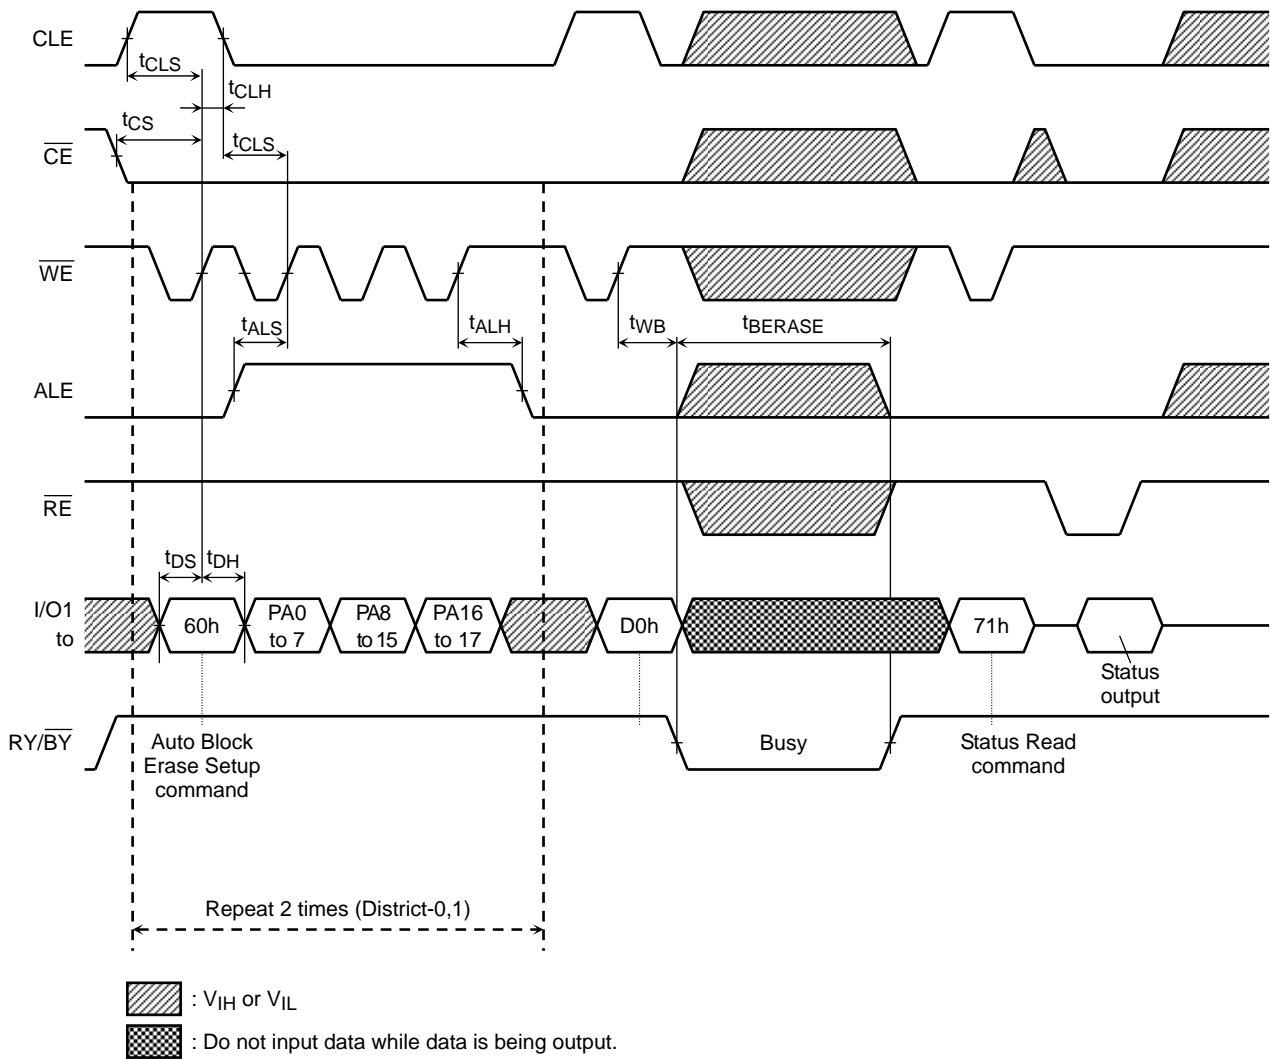 CLE
tCLS
tCLH
tCS
tCLS
CE
WE
tALS
tALH
tWB
tBERASE
ALE
RE
tDS
tDH
I/O1
to
60h
PA0
to 7
PA8
to 15
PA16
to 17
D0h
71h
Status
output
RY/BY
Auto Block
Erase Setup
command
Busy
Status Read
command
Repeat 2 times (District-0,1)
: VIH or VIL
: Do not input data while data is being output.